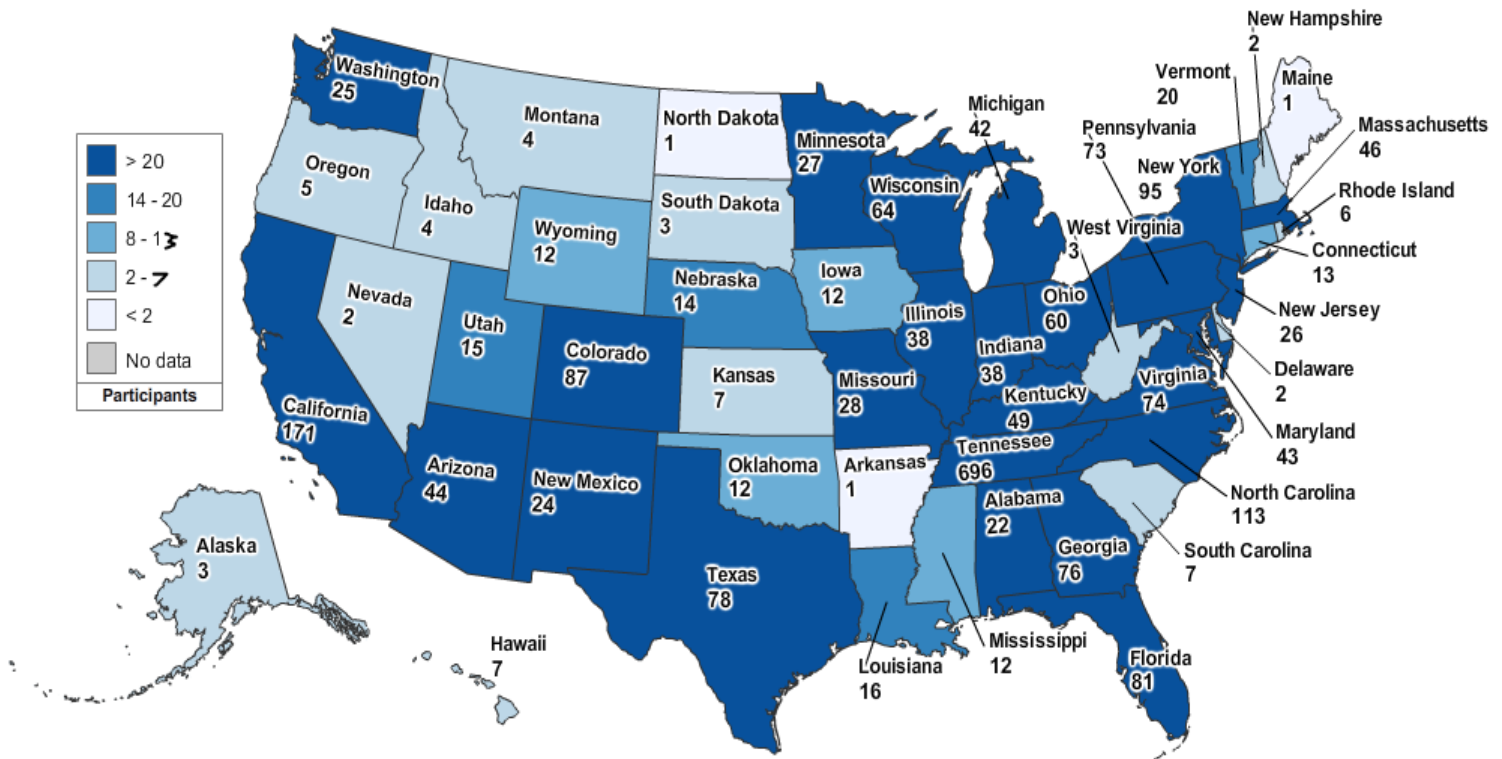 > 20
14 - 20
8 - 13
2 - 7
< 2
No data
Participants
Washington
25
Oregon
5
Idaho
4
Montana
4
North Dakota
1
South Dakota
3
Minnesota
27
Wisconsin
64
Michigan
42
Wyoming
12
Nebraska
14
Iowa
12
Illinois
38
Indiana
38
Ohio
60
Nevada
2
Utah
15
Colorado
87
Kansas
7
Missouri
28
Kentucky
49
West Virginia
3
Virginia
74
California
171
Arizona
44
New Mexico
24
Oklahoma
12
Arkansas
1
Tennessee
696
Alabama
22
Georgia
76
Texas
78
Louisiana
16
Mississippi
12
Florida
81
Alaska
3
Hawaii
7
New Hampshire
2
Vermont
20
Maine
1
Pennsylvania
73
New York
95
Massachusetts
46
Rhode Island
6
Connecticut
13
New Jersey
26
Delaware
2
Maryland
43
North Carolina
113
South Carolina
7